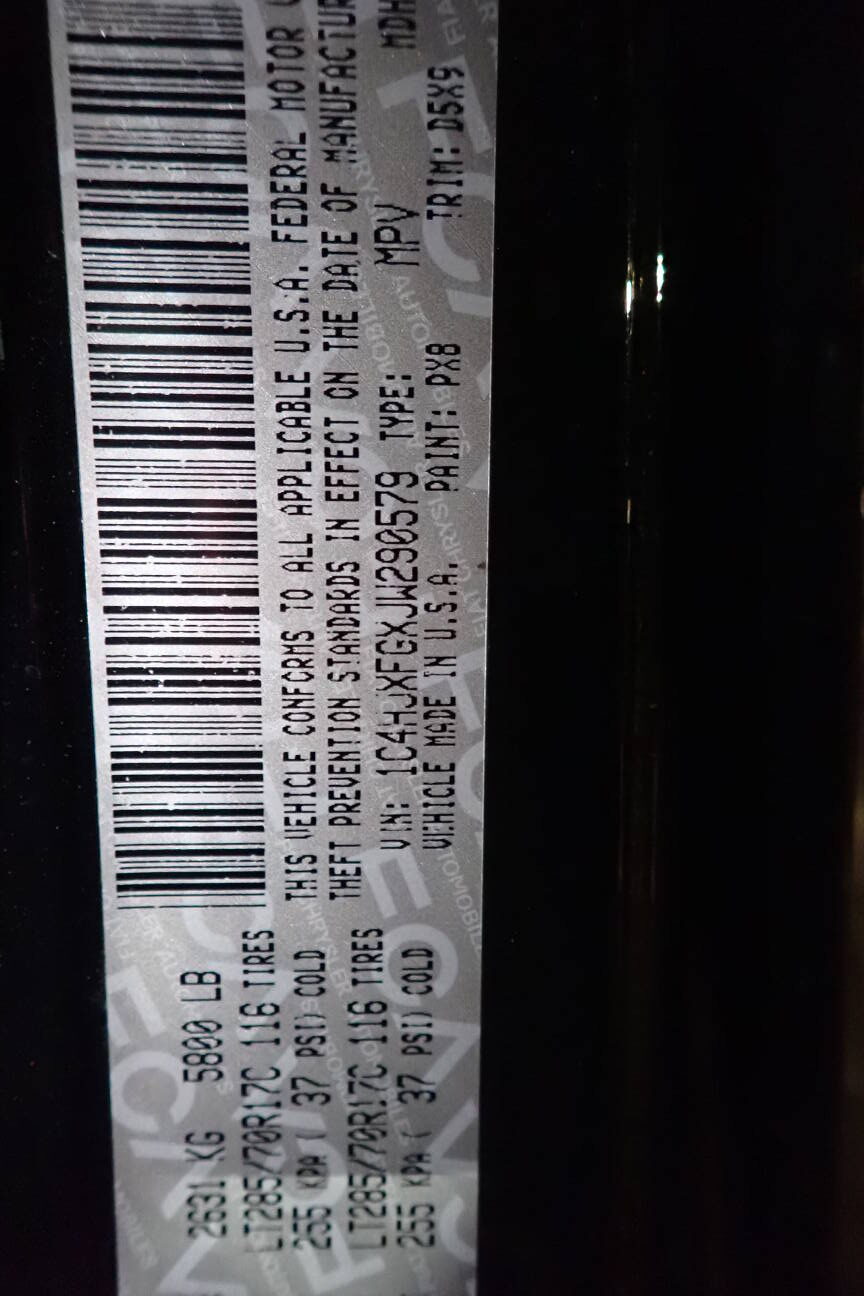 2631 KG 5800 LB
LT285/70R17C 116 TIRES
255 KPA ( 37 PSI) COLD
LT285/70R17C 116 TIRES
255 KPA ( 37 PSI) COLD
THIS VEHICLE CONFORMS TO ALL APPLICABLE U.S.A. FEDERAL MOTOR
THEFT PREVENTION STANDARDS IN EFFECT ON THE DATE OF MANUFACTUR
VIN: 1C4HJXFGXJW290579 TYPE: MPV MDH
VEHICLE MADE IN U.S.A. PAINT: PX8 TRIM: D5X9